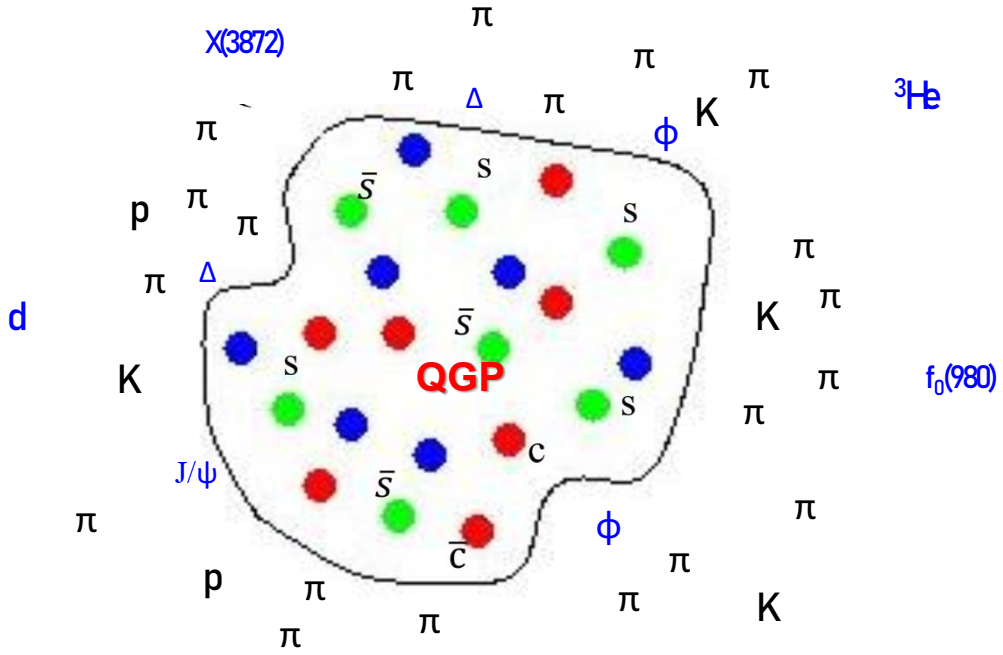 π
X(3872)
π
π
π
Δ
π
³He
K
ϕ
π
s
s̅
π
s
p
π
π
Δ
π
d
s̅
K
π
s
QGP
K
π
f₀(980)
s
π
c
J/ψ
s̅
π
π
ϕ
c̅
π
p
π
π
K
π
π